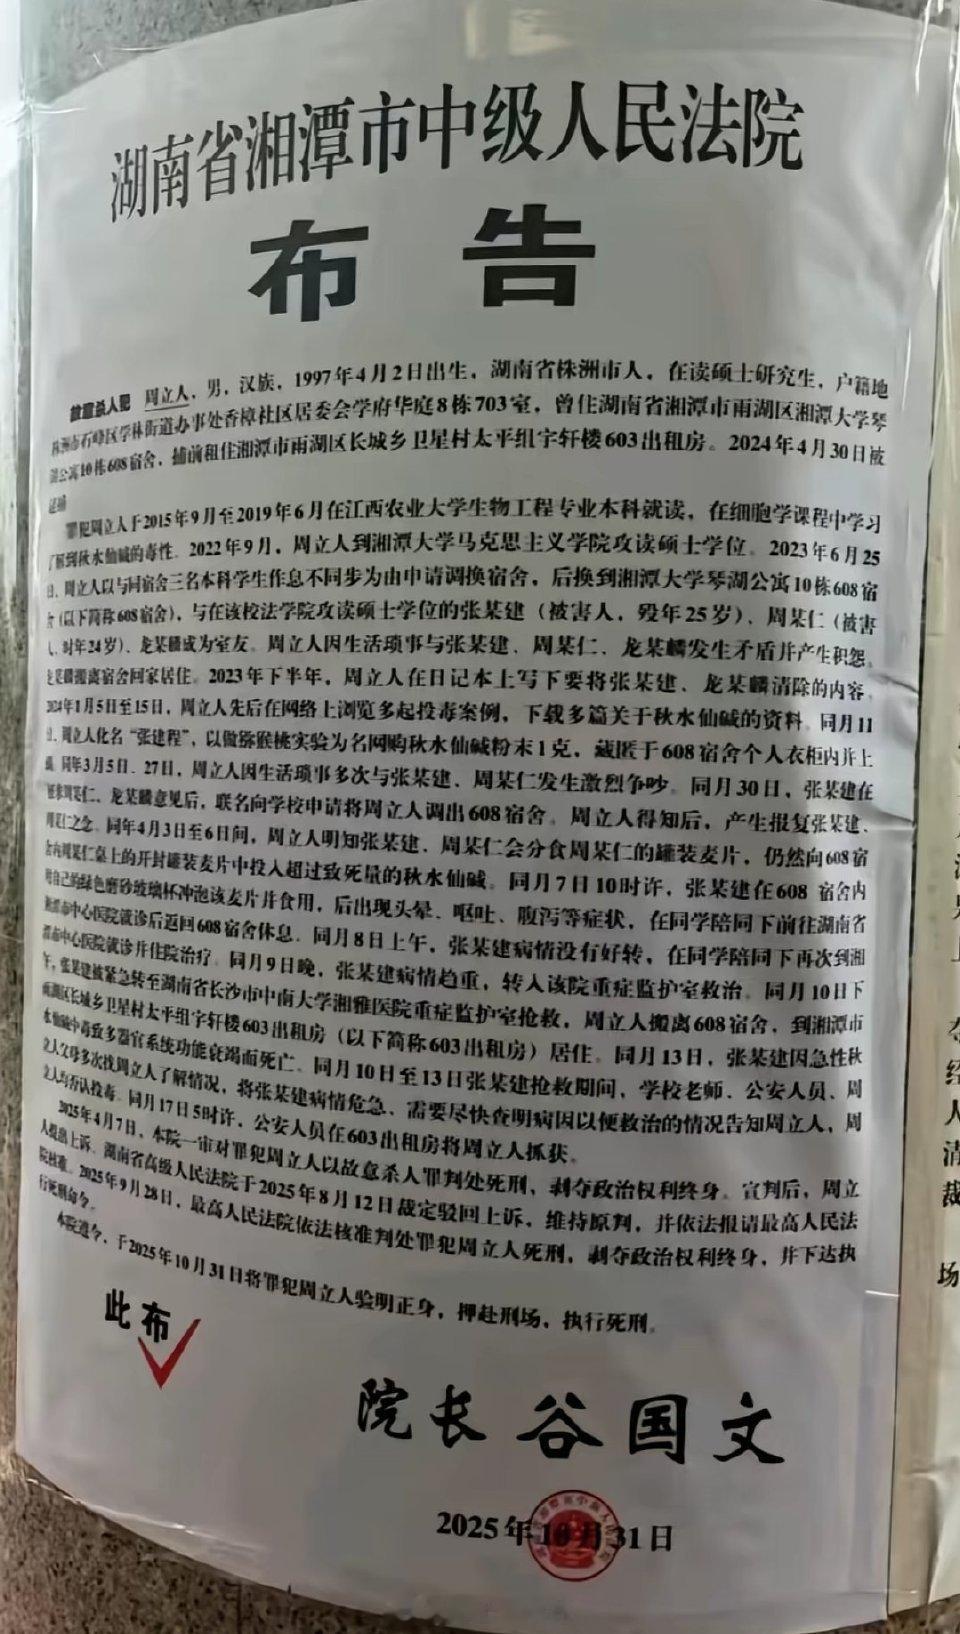 湖南省湘潭市中级人民法院
布告
故意杀人犯 周立人，男，汉族，1997年4月2日出生，湖南省株洲市人，在读硕士研究生，户籍地
株洲市石峰区学林街道办事处香樟社区居委会学府华庭8栋703室，曾住湖南省湘潭市雨湖区湘潭大学琴
湖公寓10栋608宿舍，捕前租住湘潭市雨湖区长城乡卫星村太平组宇轩楼603出租房。2024年4月30日被
逮捕
罪犯周立人于2015年9月至2019年6月在江西农业大学生物工程专业本科就读，在细胞学课程中学习
了解到秋水仙碱的毒性。2022年9月，周立人到湘潭大学马克思主义学院攻读硕士学位。2023年6月25
日，周立人以与同宿舍三名本科学生作息不同步为由申请调换宿舍，后换到湘潭大学琴湖公寓10栋608宿
舍（以下简称608宿舍），与在该校法学院攻读硕士学位的张某建（被害人，殁年25岁）、周某仁（被害
人，时年24岁）、龙某麟成为室友。周立人因生活琐事与张某建、周某仁、龙某麟发生矛盾并产生积怨。
龙某麟搬离宿舍回家居住。2023年下半年，周立人在日记本上写下要将张某建、龙某麟清除的内容。
2024年1月5日至15日，周立人先后在网络上浏览多起投毒案例，下载多篇关于秋水仙碱的资料。同月11
日，周立人化名“张建程”，以做猕猴桃实验为名网购秋水仙碱粉末1克，藏匿于608宿舍个人衣柜内并上
锁。同年3月5日、27日，周立人因生活琐事多次与张某建、周某仁发生激烈争吵。同月30日，张某建在
征求周某仁、龙某麟意见后，联名向学校申请将周立人调出608宿舍。周立人得知后，产生报复张某建、
周某仁之念。同年4月3日至6日间，周立人明知张某建、周某仁会分食周某仁的罐装麦片，仍然向608宿
舍内周某仁桌上的开封罐装麦片中投入超过致死量的秋水仙碱。同月7日10时许，张某建在608 宿舍内
用自己的绿色磨砂玻璃杯冲泡该麦片并食用，后出现头晕、呕吐、腹泻等症状，在同学陪同下前往湖南省
湘潭市中心医院就诊后返回608宿舍休息。同月8日上午，张某建病情没有好转，在同学陪同下再次到湘
潭市中心医院就诊并住院治疗。同月9日晚，张某建病情趋重，转入该院重症监护室救治。同月10日下
午，张某建被紧急转至湖南省长沙市中南大学湘雅医院重症监护室抢救，周立人搬离608宿舍，到湘潭市
雨湖区长城乡卫星村太平组宇轩楼603出租房（以下简称603出租房）居住。同月13日，张某建因急性秋
水仙碱中毒致多器官系统功能衰竭而死亡。同月10日至13日张某建抢救期间，学校老师、公安人员、周
立人父母多次找周立人了解情况，将张某建病情危急、需要尽快查明病因以便救治的情况告知周立人，周
立人均否认投毒。同月17日5时许，公安人员在603出租房将周立人抓获。
2025年4月7日，本院一审对罪犯周立人以故意杀人罪判处死刑，剥夺政治权利终身。宣判后，周立
人提出上诉。湖南省高级人民法院于2025年8月12日裁定驳回上诉，维持原判，并依法报请最高人民法
院核准。2025年9月28日，最高人民法院依法核准判处罪犯周立人死刑，剥夺政治权利终身，并下达执
行死刑命令。
本院遵令，于2025年10月31日将罪犯周立人验明正身，押赴刑场，执行死刑。
此布
院长 谷国文
2025年10月31日